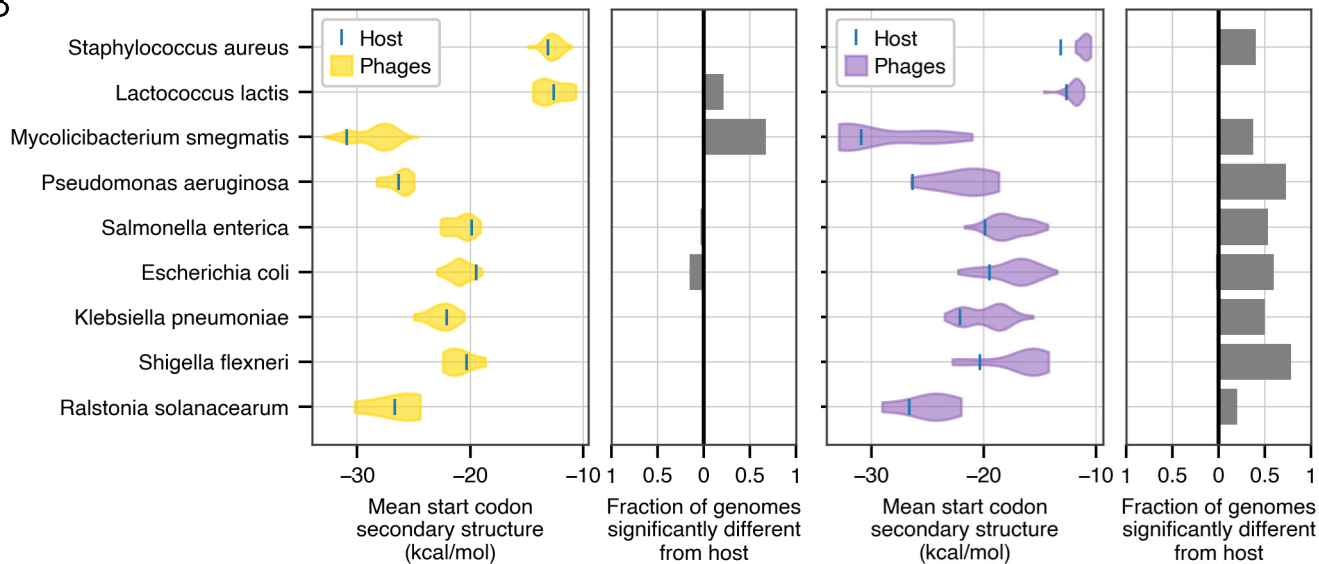 Staphylococcus aureus
Lactococcus lactis
Mycolicibacterium smegmatis
Pseudomonas aeruginosa
Salmonella enterica
Escherichia coli
Klebsiella pneumoniae
Shigella flexneri
Ralstonia solanacearum
Host
Phages
−30 −20 −10
Mean start codon
secondary structure
(kcal/mol)
1 0.5 0 0.5 1
Fraction of genomes
significantly different
from host
Host
Phages
−30 −20 −10
Mean start codon
secondary structure
(kcal/mol)
1 0.5 0 0.5 1
Fraction of genomes
significantly different
from host